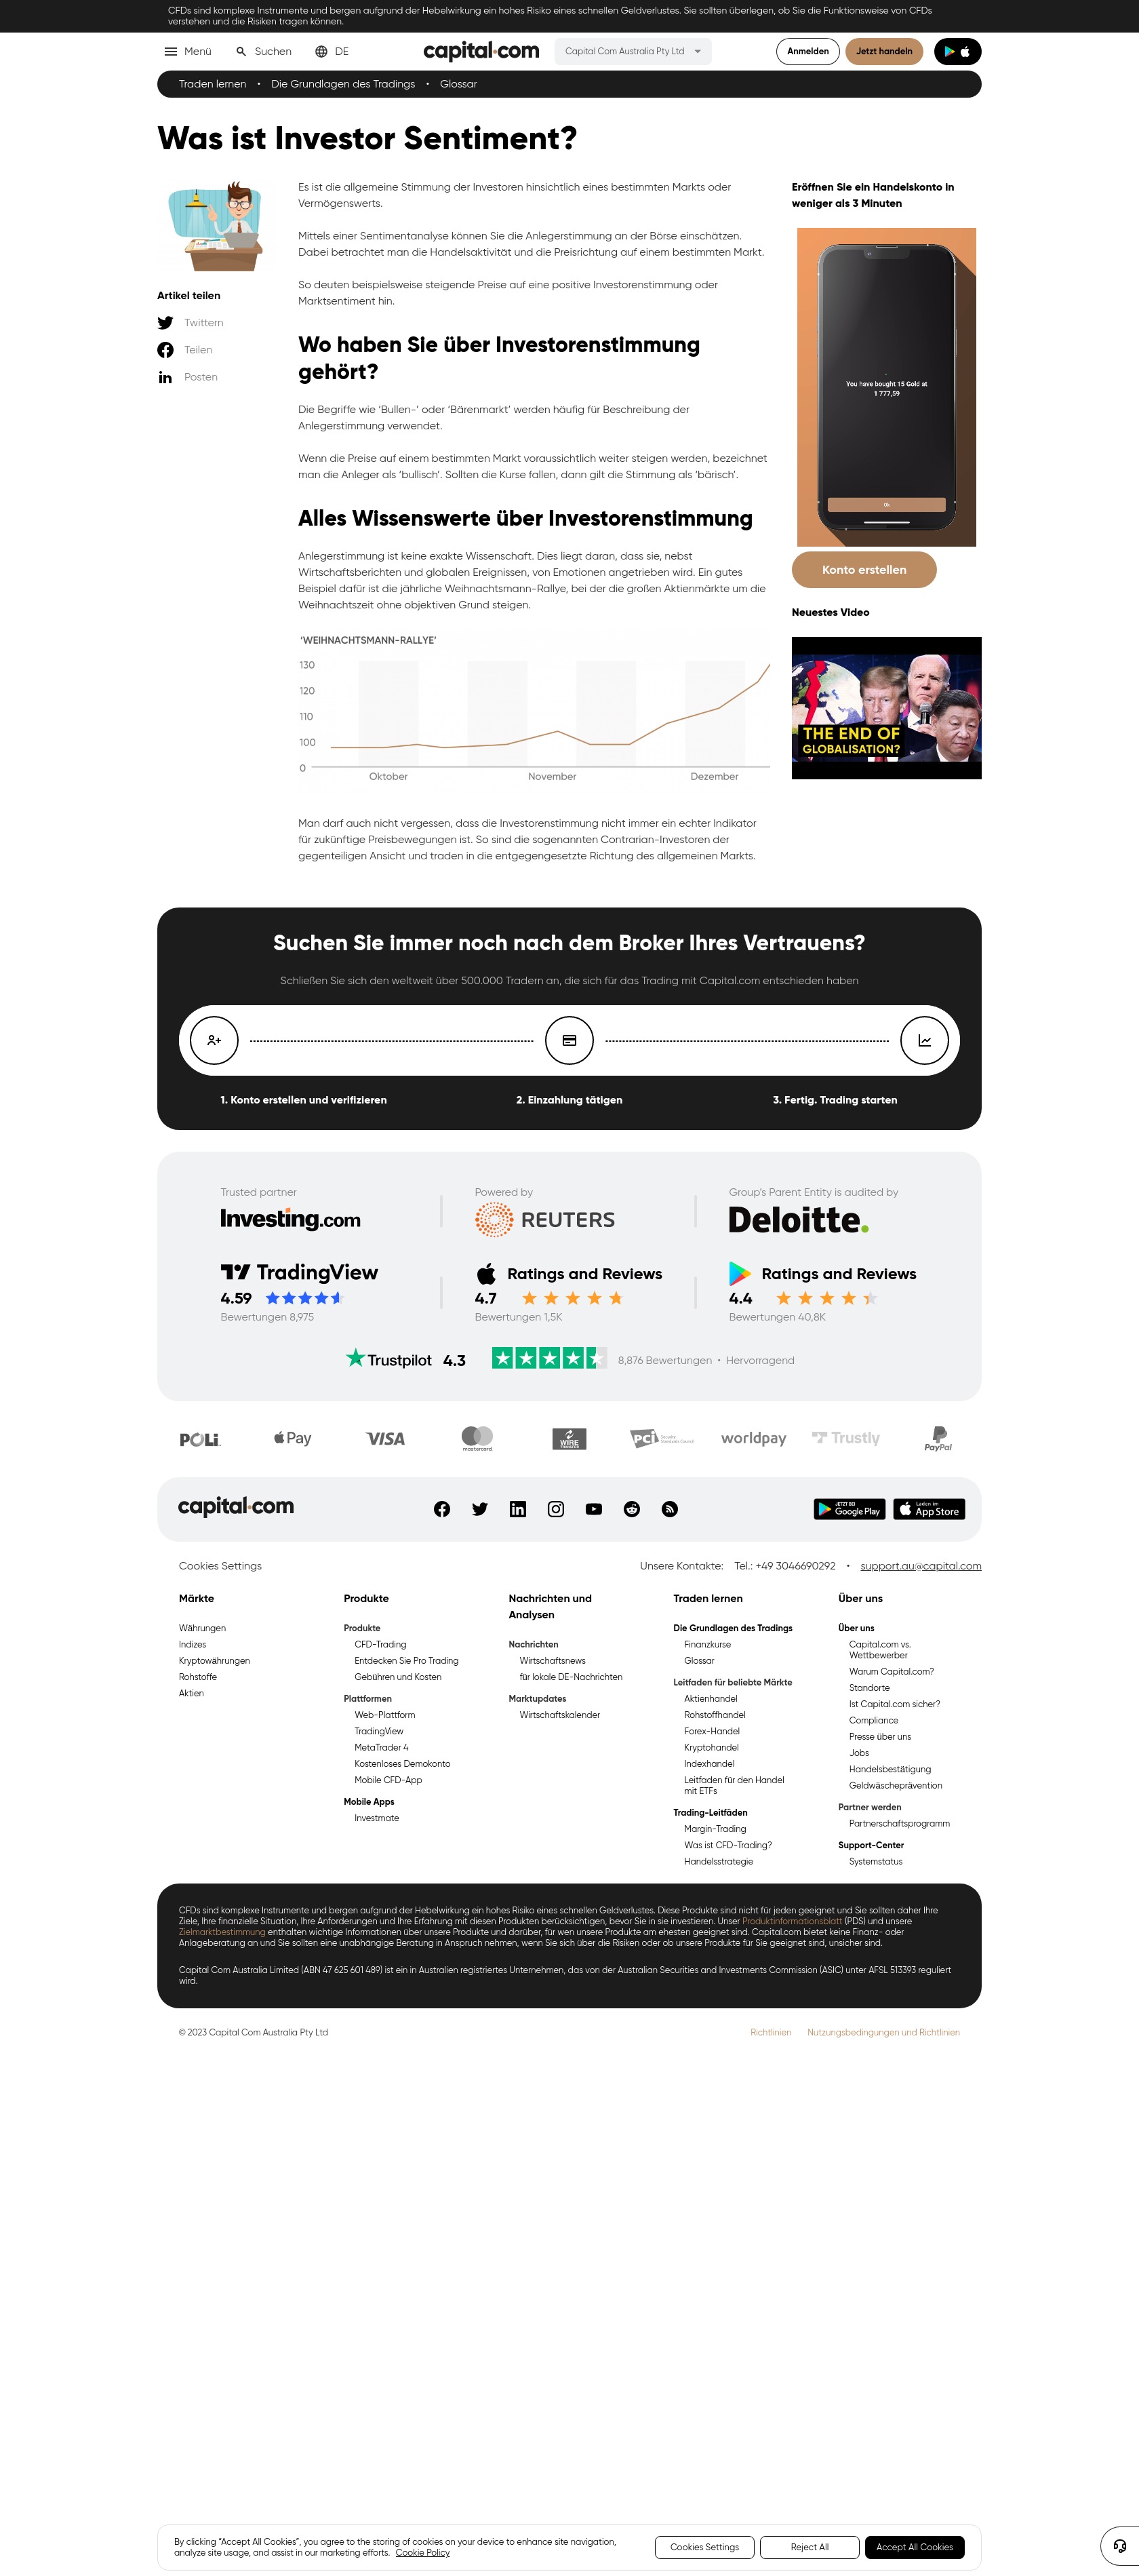 CFDs sind komplexe Instrumente und bergen aufgrund der Hebelwirkung ein hohes Risiko eines schnellen Geldverlustes. Sie sollten überlegen, ob Sie die Funktionsweise von CFDs
verstehen und die Risiken tragen können.
Menü
Suchen
DE
capital.com
Capital Com Australia Pty Ltd
Anmelden
Jetzt handeln
Traden lernen • Die Grundlagen des Tradings • Glossar
Was ist Investor Sentiment?
Artikel teilen
Twittern
Teilen
Posten
Es ist die allgemeine Stimmung der Investoren hinsichtlich eines bestimmten Markts oder
Vermögenswerts.
Mittels einer Sentimentanalyse können Sie die Anlegerstimmung an der Börse einschätzen.
Dabei betrachtet man die Handelsaktivität und die Preisrichtung auf einem bestimmten Markt.
So deuten beispielsweise steigende Preise auf eine positive Investorenstimmung oder
Marktsentiment hin.
Wo haben Sie über Investorenstimmung
gehört?
Die Begriffe wie ‘Bullen-’ oder ‘Bärenmarkt’ werden häufig für Beschreibung der
Anlegerstimmung verwendet.
Wenn die Preise auf einem bestimmten Markt voraussichtlich weiter steigen werden, bezeichnet
man die Anleger als ‘bullisch’. Sollten die Kurse fallen, dann gilt die Stimmung als ‘bärisch’.
Alles Wissenswerte über Investorenstimmung
Anlegerstimmung ist keine exakte Wissenschaft. Dies liegt daran, dass sie, nebst
Wirtschaftsberichten und globalen Ereignissen, von Emotionen angetrieben wird. Ein gutes
Beispiel dafür ist die jährliche Weihnachtsmann-Rallye, bei der die großen Aktienmärkte um die
Weihnachtszeit ohne objektiven Grund steigen.
‘WEIHNACHTSMANN-RALLYE’
130
120
110
100
0
Oktober
November
Dezember
Man darf auch nicht vergessen, dass die Investorenstimmung nicht immer ein echter Indikator
für zukünftige Preisbewegungen ist. So sind die sogenannten Contrarian-Investoren der
gegenteiligen Ansicht und traden in die entgegengesetzte Richtung des allgemeinen Markts.
Eröffnen Sie ein Handelskonto in
weniger als 3 Minuten
You have bought 15 Gold at
1 777,59
Ok
Konto erstellen
Neuestes Video
THE END OF
GLOBALISATION?
Suchen Sie immer noch nach dem Broker Ihres Vertrauens?
Schließen Sie sich den weltweit über 500.000 Tradern an, die sich für das Trading mit Capital.com entschieden haben
1. Konto erstellen und verifizieren
2. Einzahlung tätigen
3. Fertig. Trading starten
Trusted partner
Investing.com
Powered by
REUTERS
Group's Parent Entity is audited by
Deloitte.
TradingView
4.59
Bewertungen 8,975
Ratings and Reviews
4.7
Bewertungen 1,5K
Ratings and Reviews
4.4
Bewertungen 40,8K
Trustpilot 4.3
8,876 Bewertungen • Hervorragend
POLi
Pay
VISA
mastercard
WIRE
PCI
worldpay
Trustly
PayPal
capital.com
JETZT BEI
Google Play
Laden im
App Store
Cookies Settings
Unsere Kontakte: Tel.: +49 3046690292 • support.au@capital.com
Märkte
Währungen
Indizes
Kryptowährungen
Rohstoffe
Aktien
Produkte
Produkte
CFD-Trading
Entdecken Sie Pro Trading
Gebühren und Kosten
Plattformen
Web-Plattform
TradingView
MetaTrader 4
Kostenloses Demokonto
Mobile CFD-App
Mobile Apps
Investmate
Nachrichten und
Analysen
Nachrichten
Wirtschaftsnews
für lokale DE-Nachrichten
Marktupdates
Wirtschaftskalender
Traden lernen
Die Grundlagen des Tradings
Finanzkurse
Glossar
Leitfaden für beliebte Märkte
Aktienhandel
Rohstoffhandel
Forex-Handel
Kryptohandel
Indexhandel
Leitfaden für den Handel
mit ETFs
Trading-Leitfäden
Margin-Trading
Was ist CFD-Trading?
Handelsstrategie
Über uns
Über uns
Capital.com vs.
Wettbewerber
Warum Capital.com?
Standorte
Ist Capital.com sicher?
Compliance
Presse über uns
Jobs
Handelsbestätigung
Geldwäscheprävention
Partner werden
Partnerschaftsprogramm
Support-Center
Systemstatus
CFDs sind komplexe Instrumente und bergen aufgrund der Hebelwirkung ein hohes Risiko eines schnellen Geldverlustes. Diese Produkte sind nicht für jeden geeignet und Sie sollten daher Ihre
Ziele, Ihre finanzielle Situation, Ihre Anforderungen und Ihre Erfahrung mit diesen Produkten berücksichtigen, bevor Sie in sie investieren. Unser Produktinformationsblatt (PDS) und unsere
Zielmarktbestimmung enthalten wichtige Informationen über unsere Produkte und darüber, für wen unsere Produkte am ehesten geeignet sind. Capital.com bietet keine Finanz- oder
Anlageberatung an und Sie sollten eine unabhängige Beratung in Anspruch nehmen, wenn Sie sich über die Risiken oder ob unsere Produkte für Sie geeignet sind, unsicher sind.
Capital Com Australia Limited (ABN 47 625 601 489) ist ein in Australien registriertes Unternehmen, das von der Australian Securities and Investments Commission (ASIC) unter AFSL 513393 reguliert
wird.
© 2023 Capital Com Australia Pty Ltd
Richtlinien
Nutzungsbedingungen und Richtlinien
By clicking “Accept All Cookies”, you agree to the storing of cookies on your device to enhance site navigation,
analyze site usage, and assist in our marketing efforts. Cookie Policy
Cookies Settings
Reject All
Accept All Cookies